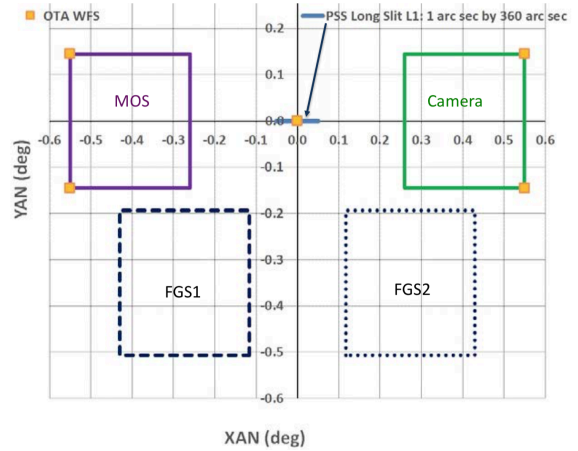 OTA WFS
PSS Long Slit L1: 1 arc sec by 360 arc sec
0.2
MOS
0.1
Camera
0.0
-0.6 -0.5 -0.4 -0.3 -0.2 -0.1 0.0 0.1 0.2 0.3 0.4 0.5 0.6
-0.1
YAN (deg)
-0.2
FGS1
-0.3
FGS2
-0.4
-0.5
-0.6
XAN (deg)